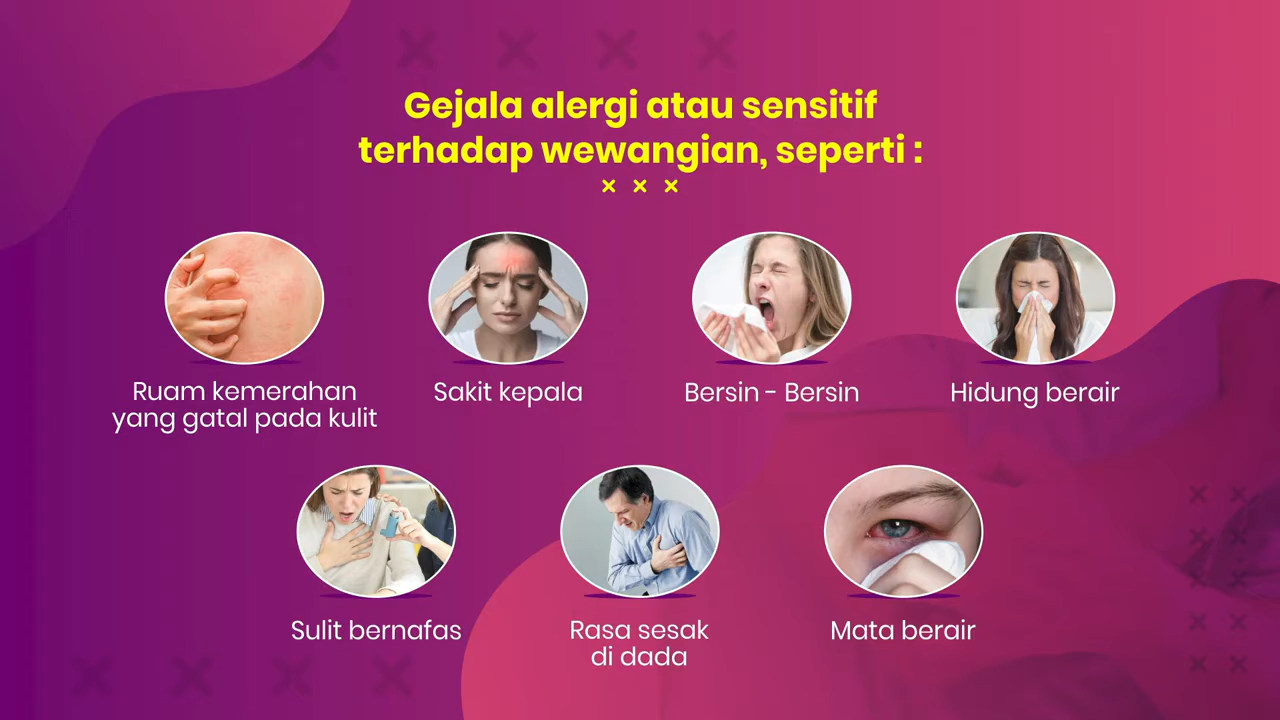 Gejala alergi atau sensitif
terhadap wewangian, seperti :
Ruam kemerahan
yang gatal pada kulit
Sakit kepala
Bersin - Bersin
Hidung berair
Sulit bernafas
Rasa sesak
di dada
Mata berair